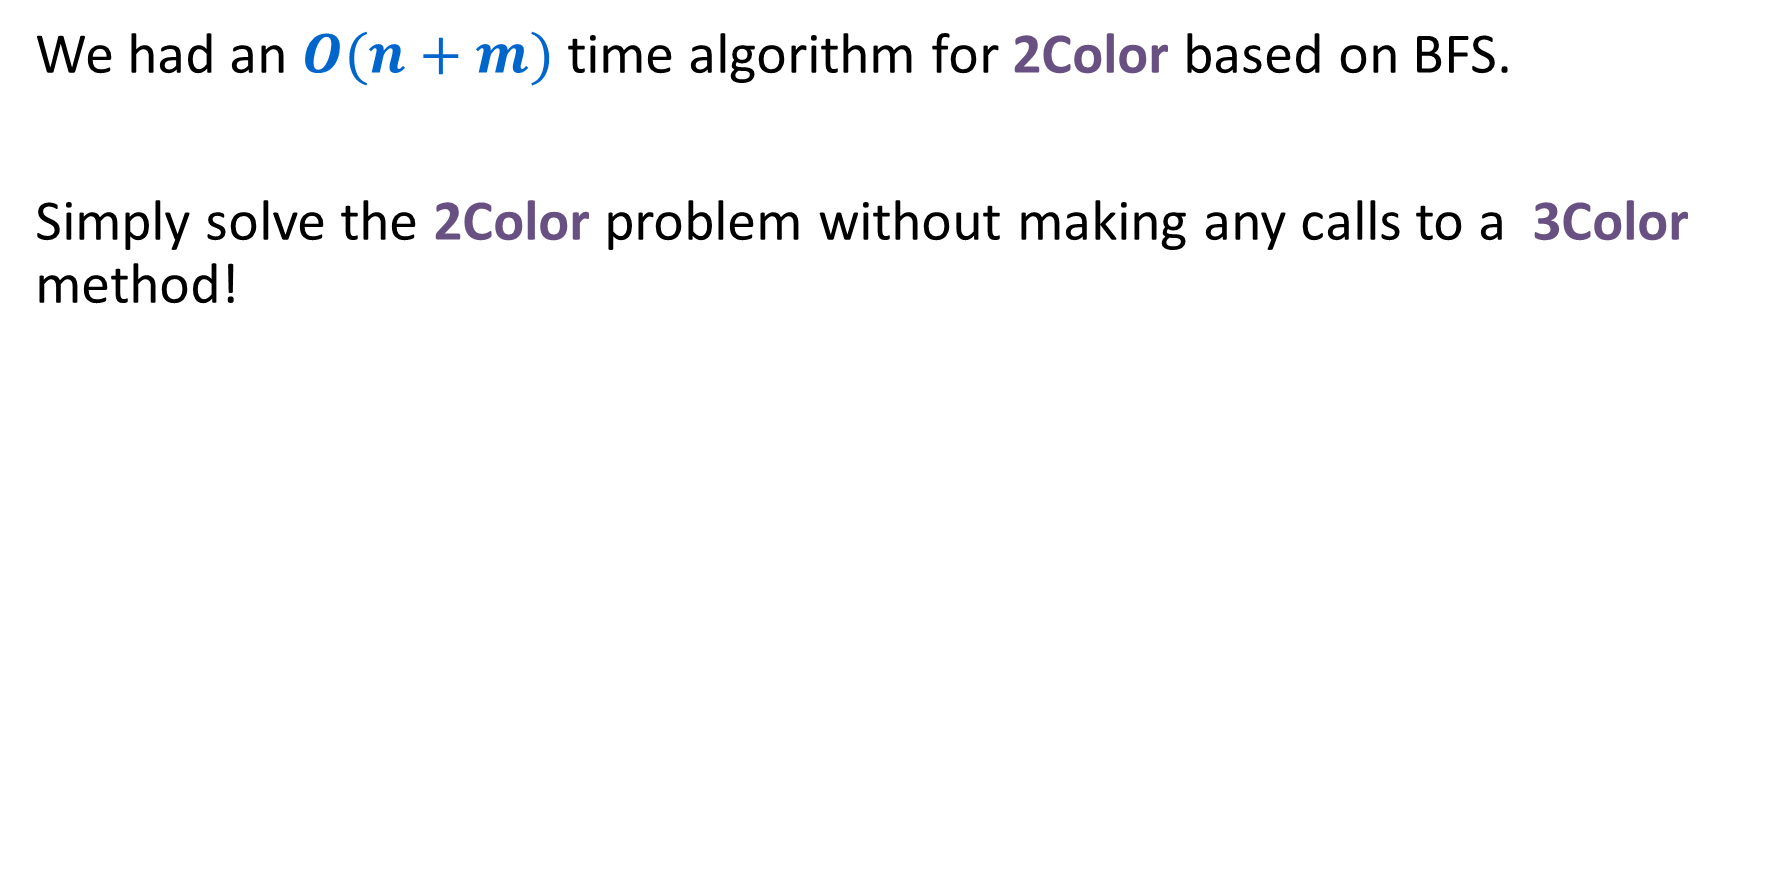 We had an O(n + m) time algorithm for 2Color based on BFS.
Simply solve the 2Color problem without making any calls to a 3Color
method!